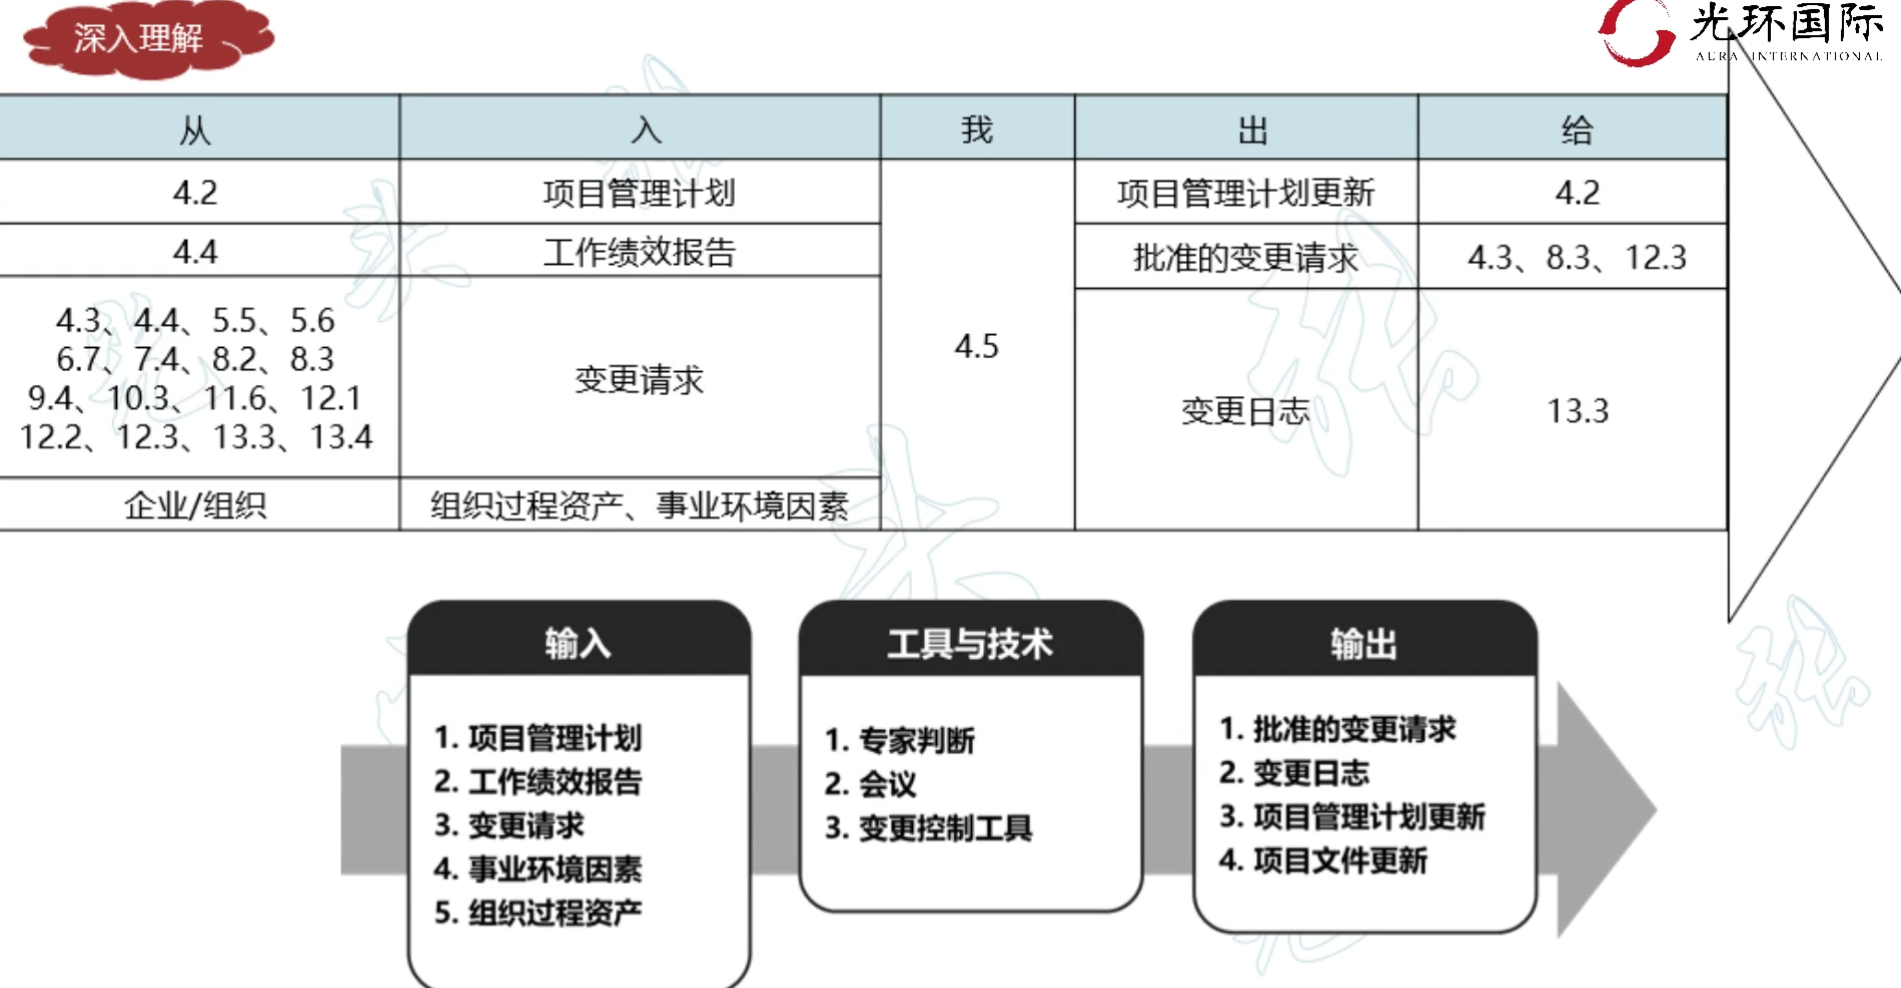 深入理解
光环国际
AURA INTERNATIONAL
从 入 我 出 给
4.2 项目管理计划 项目管理计划更新 4.2
4.4 工作绩效报告 批准的变更请求 4.3、8.3、12.3
4.3、4.4、5.5、5.6
6.7、7.4、8.2、8.3
9.4、10.3、11.6、12.1
12.2、12.3、13.3、13.4
变更请求
4.5
变更日志 13.3
企业/组织 组织过程资产、事业环境因素
输入
1. 项目管理计划
2. 工作绩效报告
3. 变更请求
4. 事业环境因素
5. 组织过程资产
工具与技术
1. 专家判断
2. 会议
3. 变更控制工具
输出
1. 批准的变更请求
2. 变更日志
3. 项目管理计划更新
4. 项目文件更新